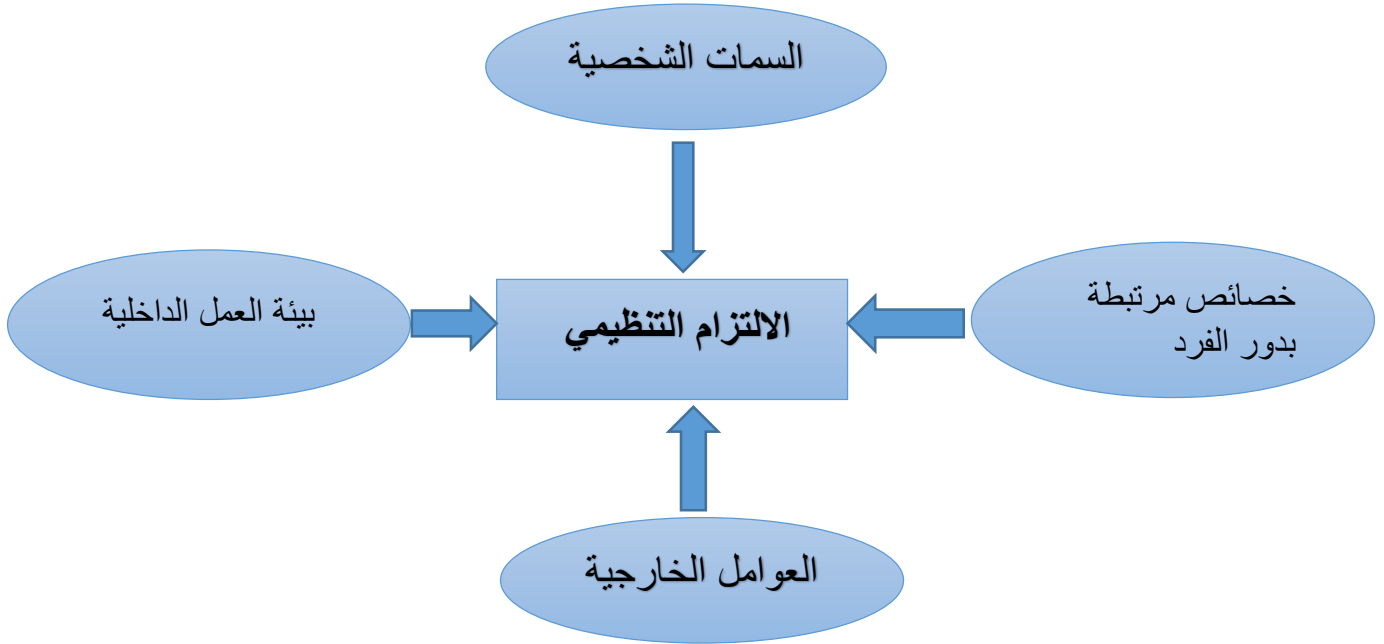 السمات الشخصية
خصائص مرتبطة
بدور الفرد
الالتزام التنظيمي
بيئة العمل الداخلية
العوامل الخارجية